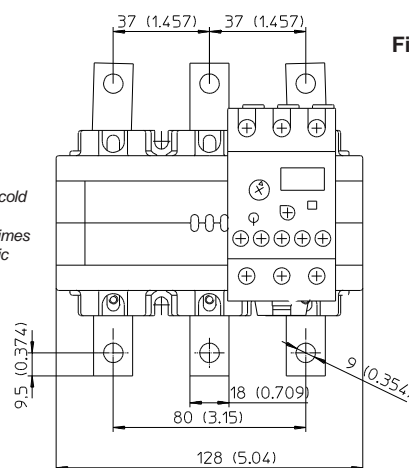 37 (1.457) 37 (1.457)
Fi
cold
imes
ic
9.5 (0.374)
9 (0.354)
18 (0.709)
80 (3.15)
128 (5.04)